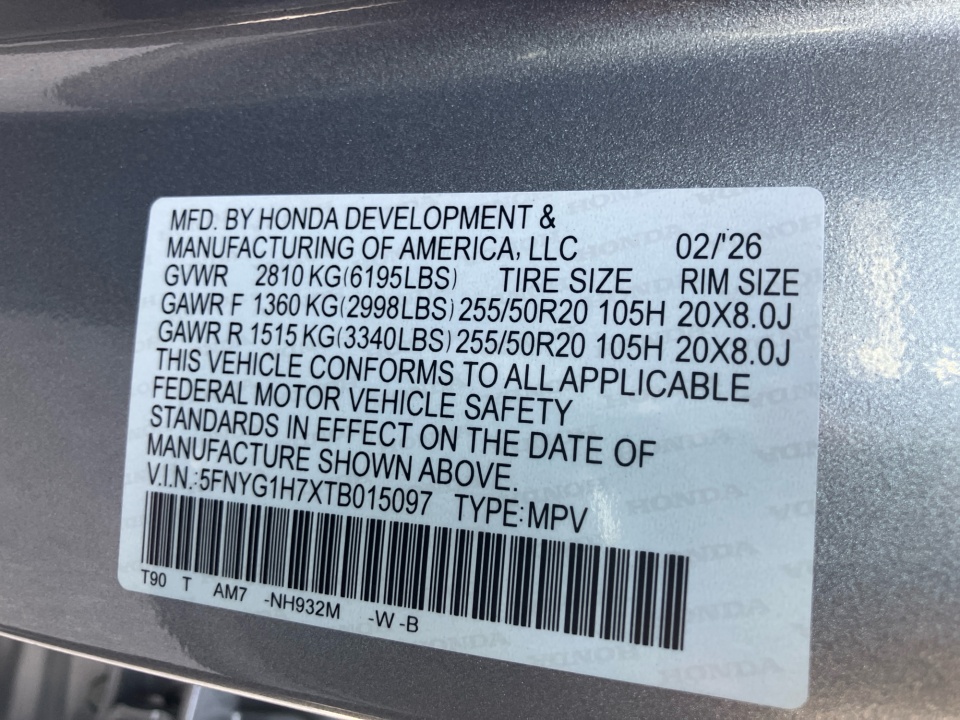 MFD. BY HONDA DEVELOPMENT &
MANUFACTURING OF AMERICA, LLC 02/'26
GVWR 2810 KG(6195LBS) TIRE SIZE RIM SIZE
GAWR F 1360 KG(2998LBS) 255/50R20 105H 20X8.0J
GAWR R 1515 KG(3340LBS) 255/50R20 105H 20X8.0J
THIS VEHICLE CONFORMS TO ALL APPLICABLE
FEDERAL MOTOR VEHICLE SAFETY
STANDARDS IN EFFECT ON THE DATE OF
MANUFACTURE SHOWN ABOVE.
V.I.N.:5FNYG1H7XTB015097 TYPE:MPV
T90 T AM7 -NH932M -W -B